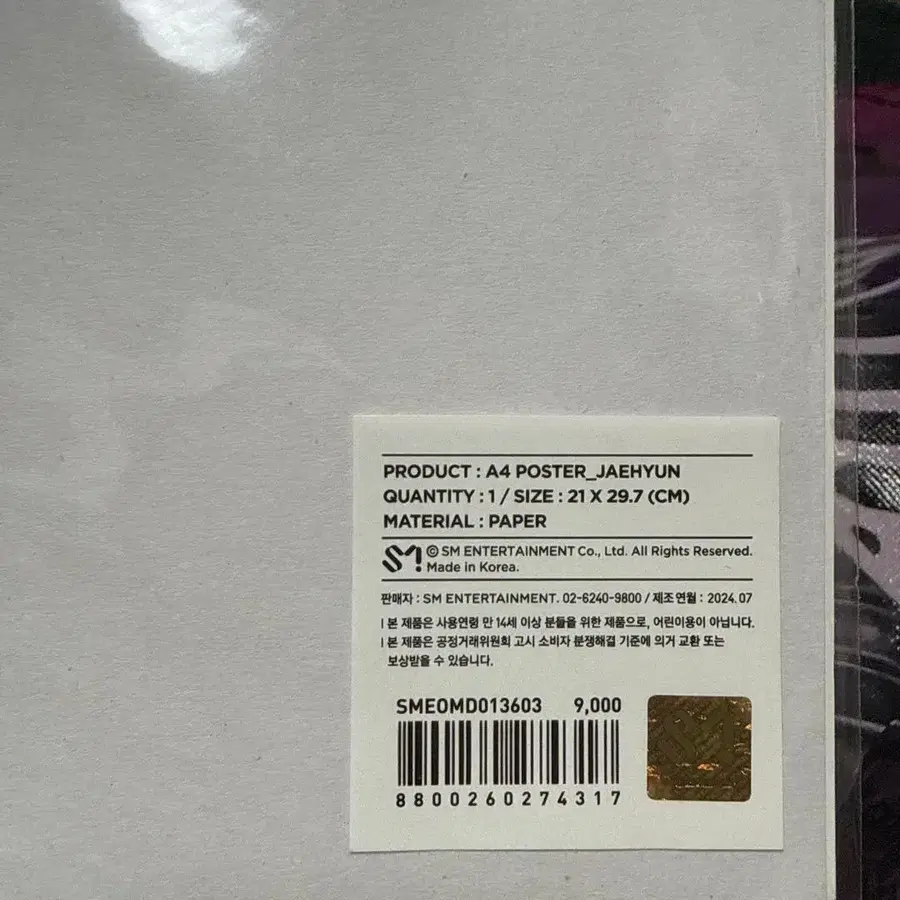 PRODUCT : A4 POSTER_JAEHYUN
QUANTITY : 1 / SIZE : 21 X 29.7 (CM)
MATERIAL : PAPER
SM! © SM ENTERTAINMENT Co., Ltd. All Rights Reserved.
Made in Korea.
판매자 : SM ENTERTAINMENT. 02-6240-9800 / 제조연월 : 2024.07
I 본 제품은 사용연령 만 14세 이상 분들을 위한 제품으로, 어린이용이 아닙니다.
I 본 제품은 공정거래위원회 고시 소비자 분쟁해결 기준에 의거 교환 또는
보상받을 수 있습니다.
SMEOMD013603 9,000
8800260274317